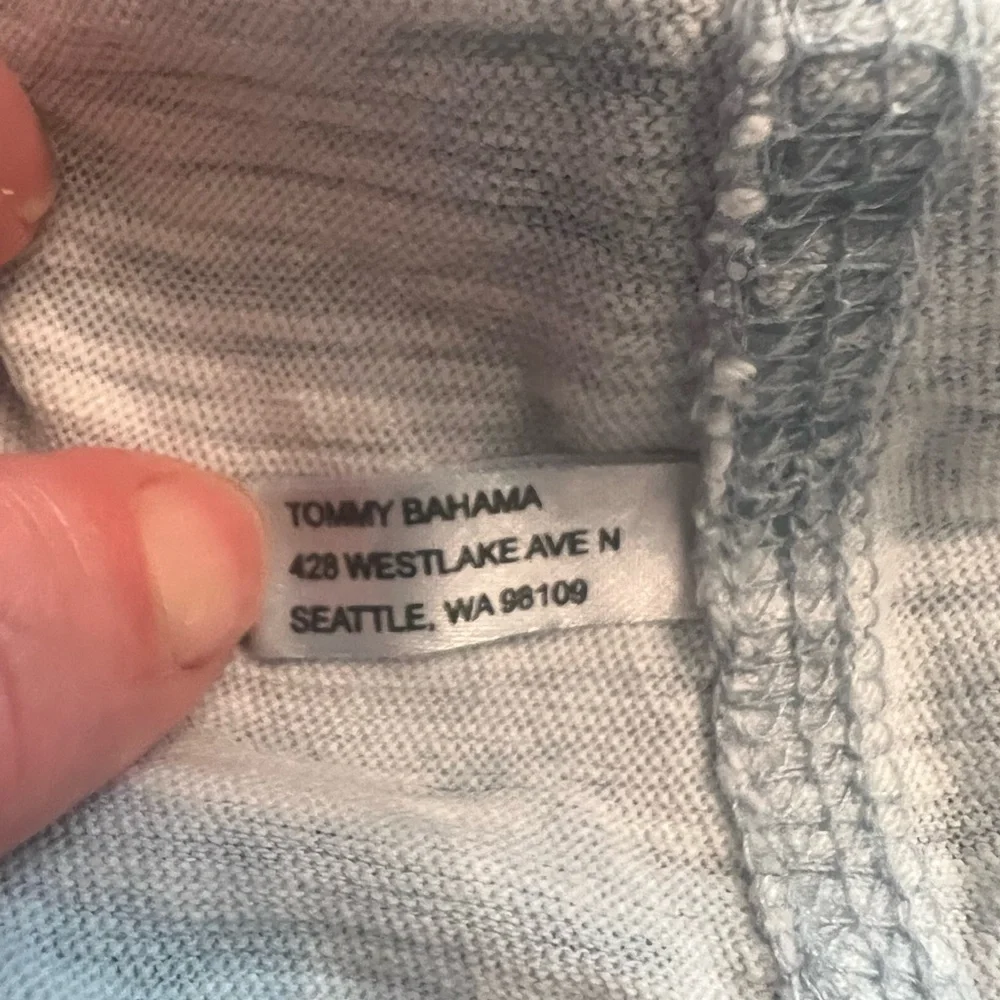 TOMMY BAHAMA
428 WESTLAKE AVE N
SEATTLE, WA 98109